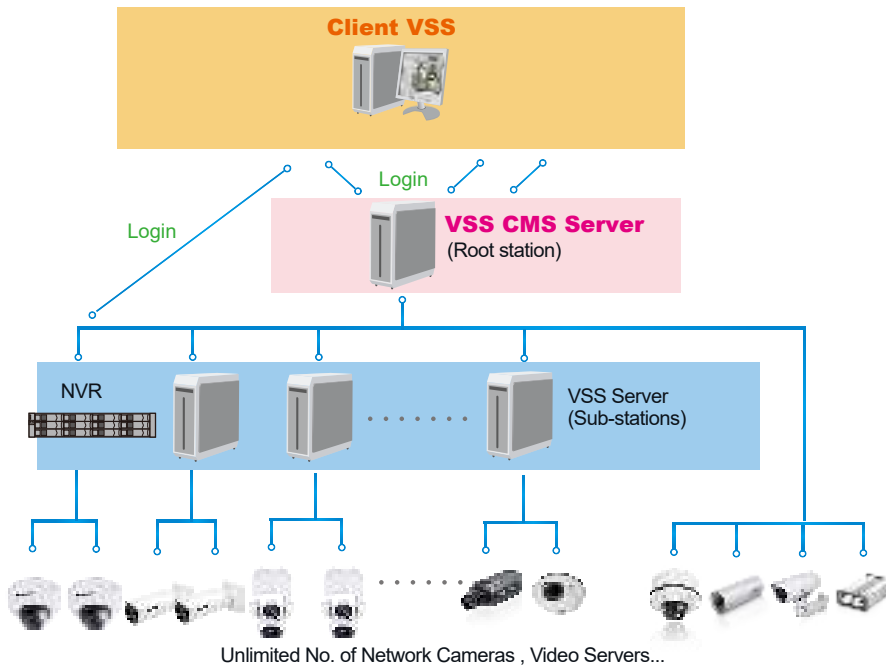 Client VSS
Login
Login
VSS CMS Server
(Root station)
NVR
VSS Server
(Sub-stations)
Unlimited No. of Network Cameras , Video Servers...